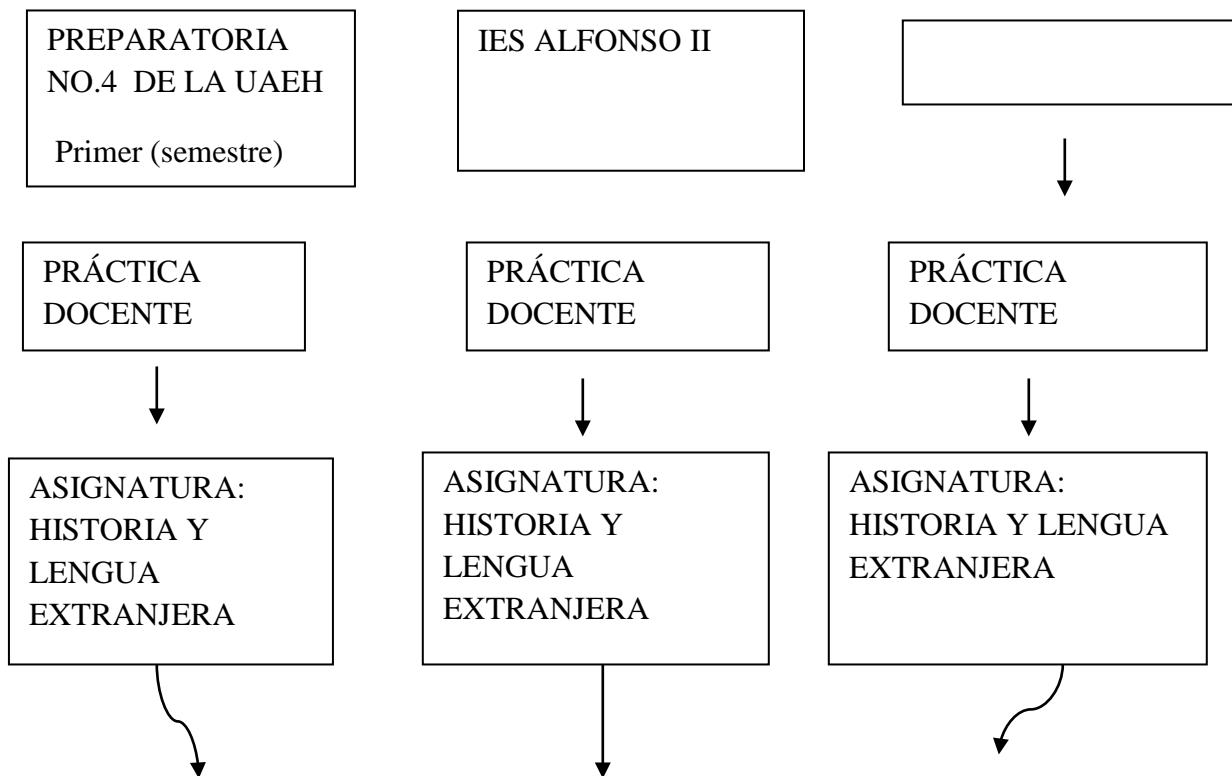 PREPARATORIA
NO.4 DE LA UAEH
Primer (semestre)
IES ALFONSO II
PRÁCTICA
DOCENTE
PRÁCTICA
DOCENTE
PRÁCTICA
DOCENTE
ASIGNATURA:
HISTORIA Y
LENGUA
EXTRANJERA
ASIGNATURA:
HISTORIA Y
LENGUA
EXTRANJERA
ASIGNATURA:
HISTORIA Y LENGUA
EXTRANJERA